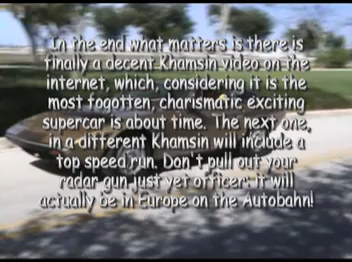 In the end what matters is there is
finally a decent Khamsin video on the
internet, which, considering it is the
most fogotten, charismatic exciting
supercar is about time. The next one,
in a different Khamsin will include a
top speed run. Don't pull out your
radar gun just yet officer: it will
actually be in Europe on the Autobahn!